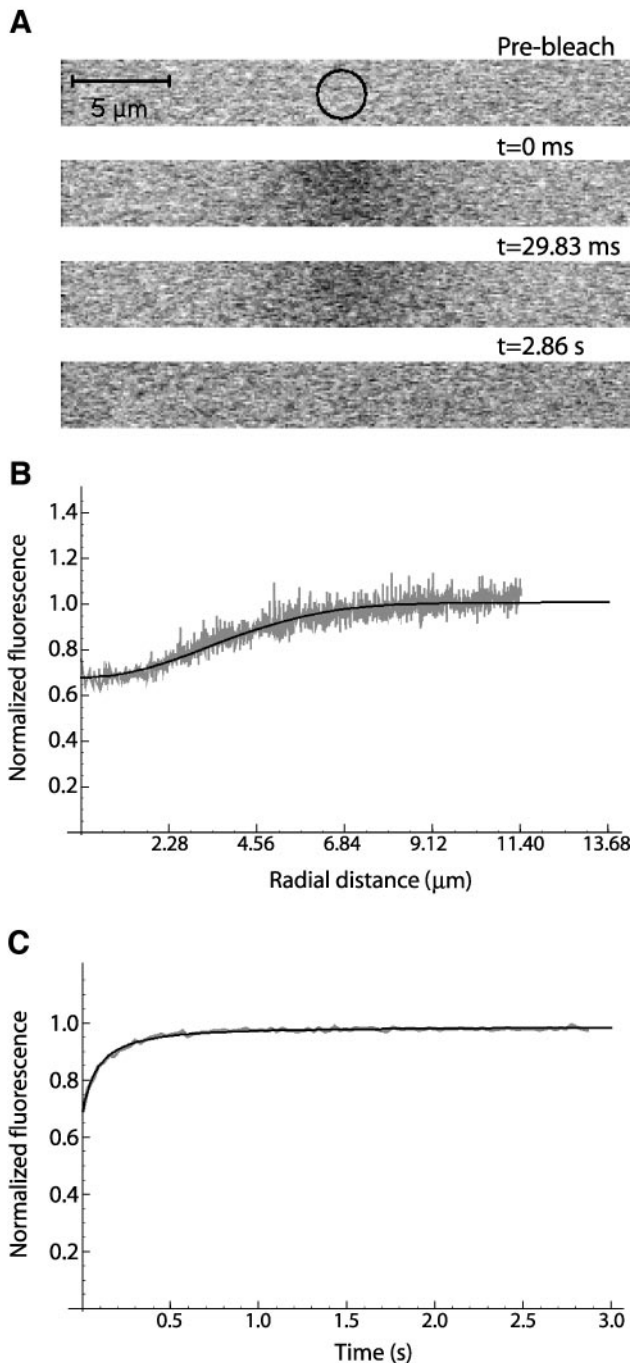 A
Pre-bleach
5 μm
t=0 ms
t=29.83 ms
t=2.86 s
B
Normalized fluorescence
1.4
1.2
1.0
0.8
0.6
0.4
0.2
2.28 4.56 6.84 9.12 11.40 13.68
Radial distance (μm)
C
Normalized fluorescence
1.0
0.8
0.6
0.4
0.2
0.5 1.0 1.5 2.0 2.5 3.0
Time (s)